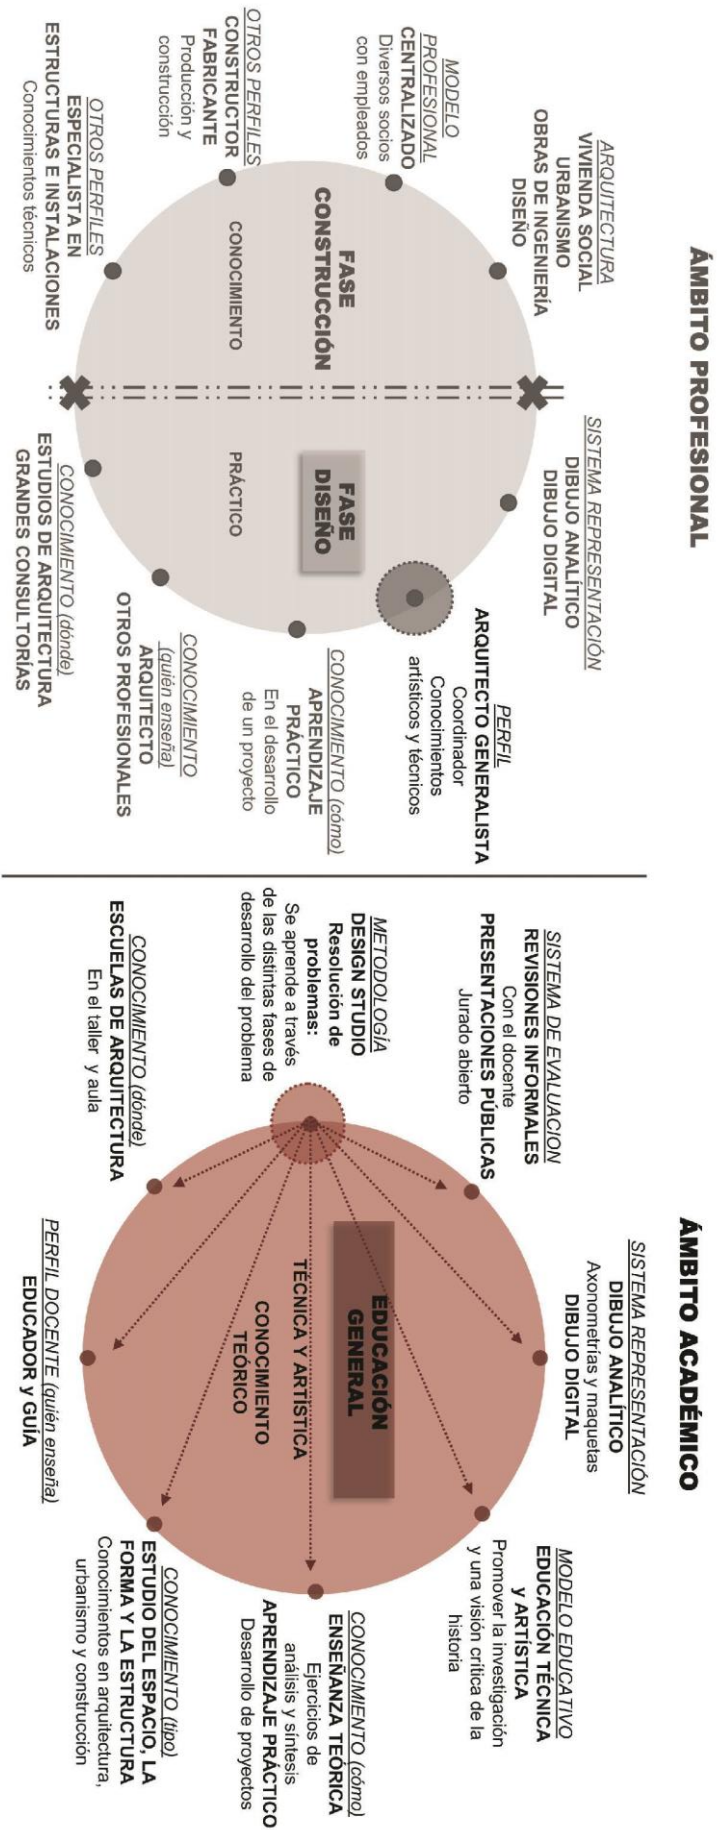 ÁMBITO PROFESIONAL
ARQUITECTURA
VIVIENDA SOCIAL
URBANISMO
OBRAS DE INGENIERÍA
DISEÑO
MODELO
PROFESIONAL
CENTRALIZADO
Diversos socios
con empleados
OTROS PERFILES
CONSTRUCTOR
FABRICANTE
Producción y
construcción
OTROS PERFILES
ESPECIALISTA EN
ESTRUCTURAS E INSTALACIONES
Conocimientos técnicos
FASE
CONSTRUCCIÓN
CONOCIMIENTO
FASE
DISEÑO
PRÁCTICO
SISTEMA REPRESENTACIÓN
DIBUJO ANALÍTICO
DIBUJO DIGITAL
PERFIL
ARQUITECTO GENERALISTA
Coordinador
Conocimientos
artísticos y técnicos
CONOCIMIENTO (cómo)
APRENDIZAJE
PRÁCTICO
En el desarrollo
de un proyecto
CONOCIMIENTO
(quién enseña)
ARQUITECTO
OTROS PROFESIONALES
CONOCIMIENTO (dónde)
ESTUDIOS DE ARQUITECTURA
GRANDES CONSULTORÍAS
ÁMBITO ACADÉMICO
SISTEMA DE EVALUACION
REVISIONES INFORMALES
Con el docente
PRESENTACIONES PÚBLICAS
Jurado abierto
METODOLOGÍA
DESIGN STUDIO
Resolución de
problemas:
Se aprende a través
de las distintas fases de
desarrollo del problema
CONOCIMIENTO (dónde)
ESCUELAS DE ARQUITECTURA
En el taller y aula
EDUCACIÓN
GENERAL
TÉCNICA Y ARTÍSTICA
CONOCIMIENTO
TEÓRICO
SISTEMA REPRESENTACIÓN
DIBUJO ANALÍTICO
Axonometrías y maquetas
DIBUJO DIGITAL
MODELO EDUCATIVO
EDUCACIÓN TÉCNICA
y ARTÍSTICA
Promover la investigación
y una visión crítica de la
historia
CONOCIMIENTO (cómo)
ENSEÑANZA TEÓRICA
Ejercicios de
análisis y síntesis
APRENDIZAJE PRÁCTICO
Desarrollo de proyectos
CONOCIMIENTO (tipo)
ESTUDIO DEL ESPACIO, LA
FORMA Y LA ESTRUCTURA
Conocimientos en arquitectura,
urbanismo y construcción
PERFIL DOCENTE (quién enseña)
EDUCADOR y GUÍA